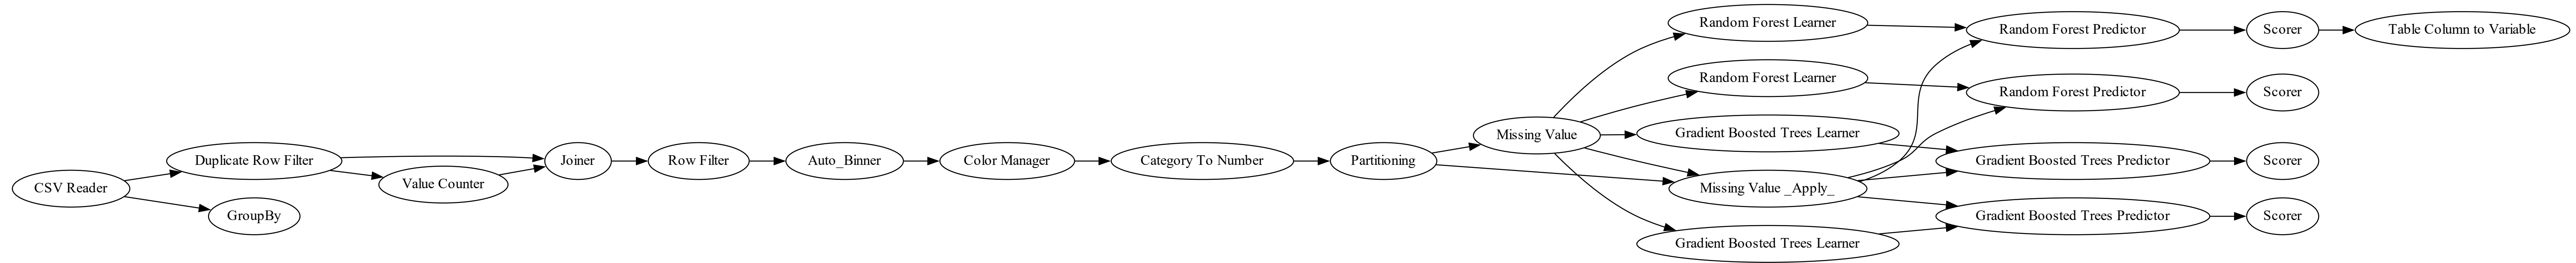 CSV Reader
Duplicate Row Filter
GroupBy
Value Counter
Joiner
Row Filter
Auto_Binner
Color Manager
Category To Number
Partitioning
Missing Value
Random Forest Learner
Random Forest Learner
Gradient Boosted Trees Learner
Missing Value _Apply_
Gradient Boosted Trees Learner
Random Forest Predictor
Random Forest Predictor
Gradient Boosted Trees Predictor
Gradient Boosted Trees Predictor
Scorer
Scorer
Scorer
Scorer
Table Column to Variable